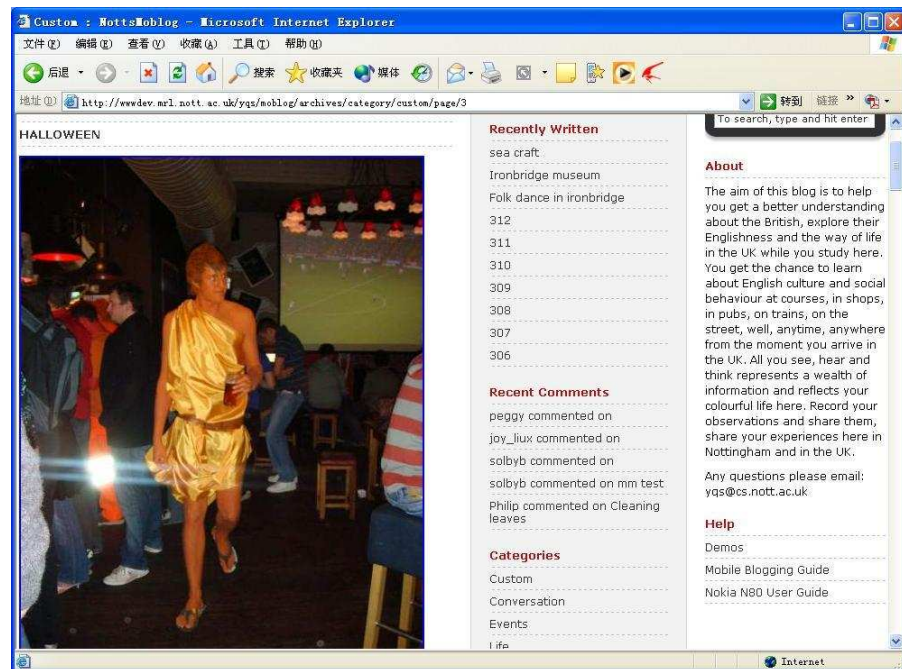 Custom : NottsMoblog - Microsoft Internet Explorer
文件(F) 编辑(E) 查看(V) 收藏(A) 工具(T) 帮助(H)
后退 搜索 收藏夹 媒体
地址(D) http://wwwdev.mrl.nott.ac.uk/yqs/moblog/archives/category/custom/page/3 转到 链接 »
HALLOWEEN
Recently Written
sea craft
Ironbridge museum
Folk dance in ironbridge
312
311
310
309
308
307
306
Recent Comments
peggy commented on
joy_liux commented on
solbyb commented on
solbyb commented on mm test
Philip commented on Cleaning
leaves
Categories
Custom
Conversation
Events
Life
To search, type and hit enter
About
The aim of this blog is to help
you get a better understanding
about the British, explore their
Englishness and the way of life
in the UK while you study here.
You get the chance to learn
about English culture and social
behaviour at courses, in shops,
in pubs, on trains, on the
street, well, anytime, anywhere
from the moment you arrive in
the UK. All you see, hear and
think represents a wealth of
information and reflects your
colourful life here. Record your
observations and share them,
share your experiences here in
Nottingham and in the UK.
Any questions please email:
yqs@cs.nott.ac.uk
Help
Demos
Mobile Blogging Guide
Nokia N80 User Guide
Internet